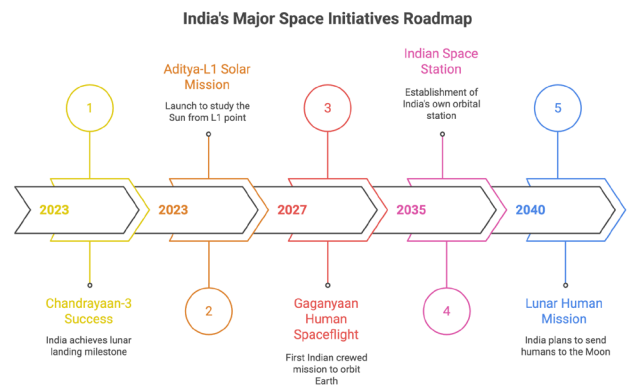 India's Major Space Initiatives Roadmap
1
Aditya-L1 Solar
Mission
Launch to study the
Sun from L1 point
3
Indian Space
Station
Establishment of
India's own orbital
station
5
2023
2023
2027
2035
2040
Chandrayaan-3
Success
India achieves lunar
landing milestone
2
Gaganyaan
Human
Spaceflight
First Indian crewed
mission to orbit
Earth
4
Lunar Human
Mission
India plans to send
humans to the Moon